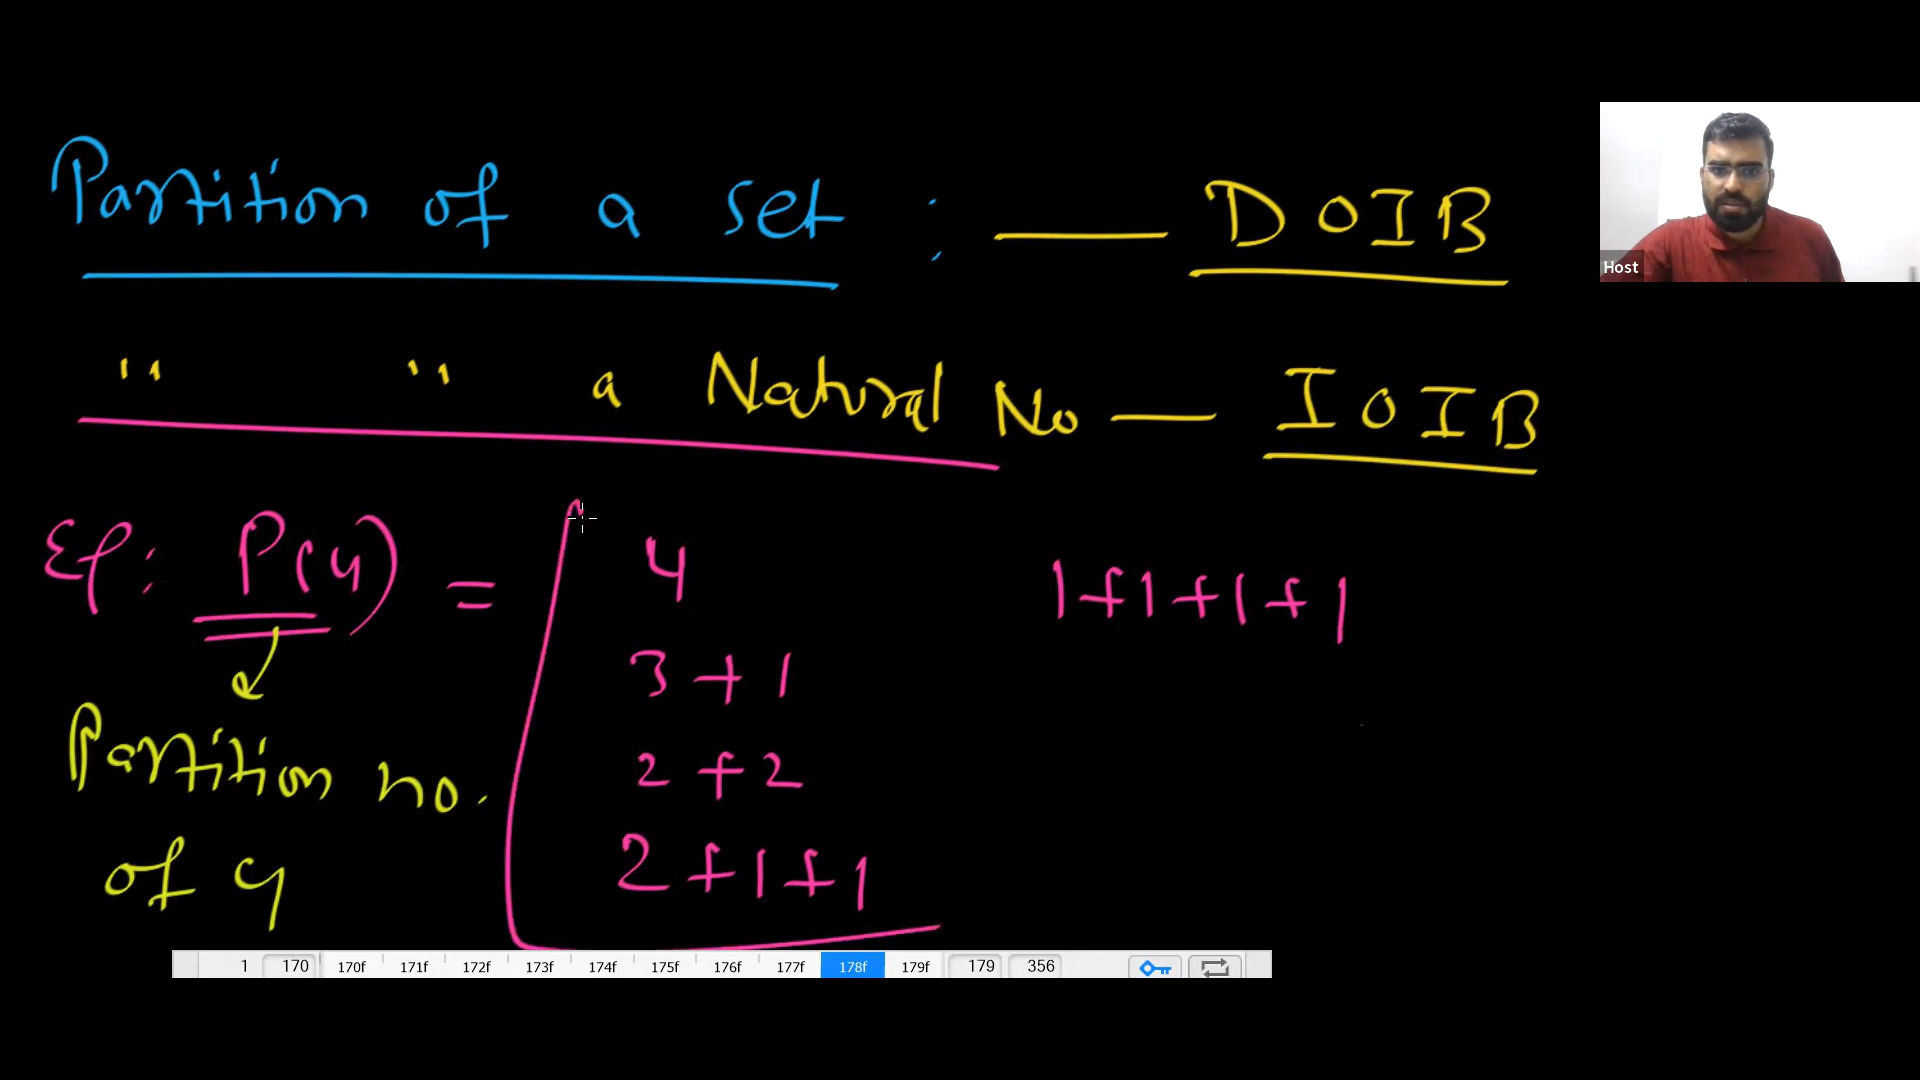 Partition of a set : — DOIB
" " a Natural No — IOIB
Host
Ex: P(4) = 4
1+1+1+1
3+1
2+2
2+1+1
Partition no.
of 4
1 170 170f 171f 172f 173f 174f 175f 176f 177f 178f 179f 179 356